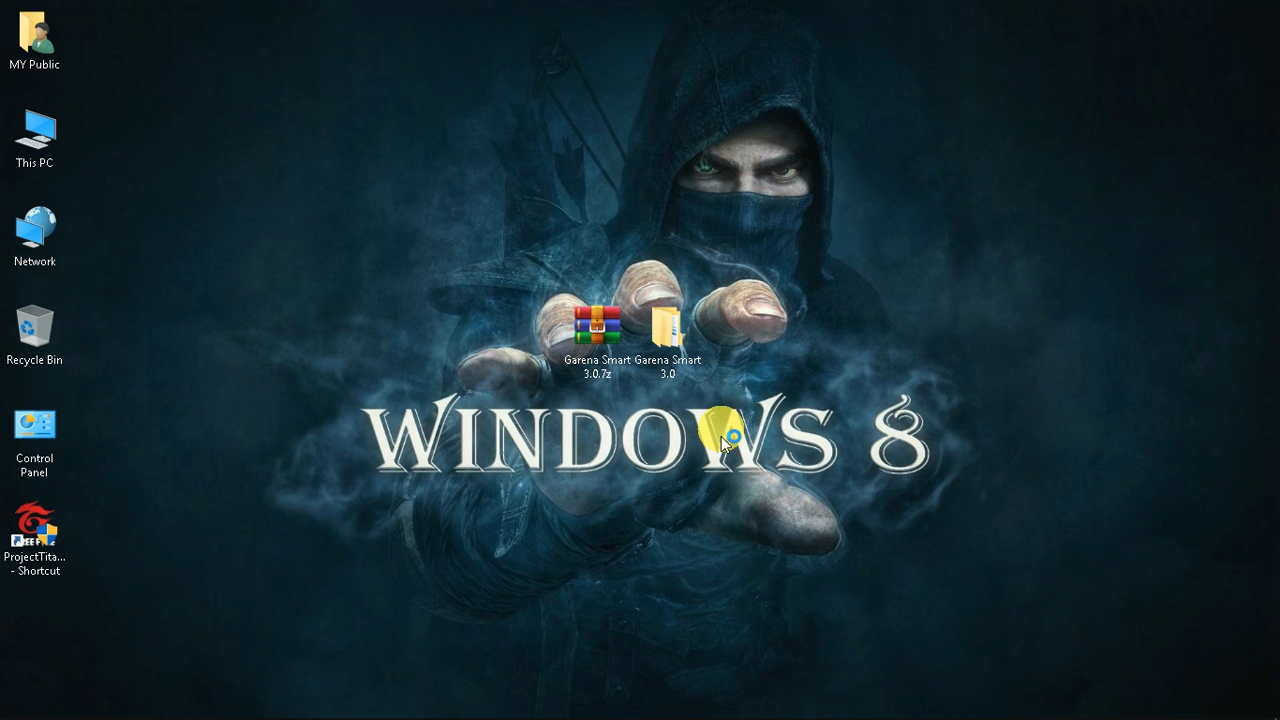 MY Public
This PC
Network
Recycle Bin
Control
Panel
ProjectTita...
- Shortcut
Garena Smart
3.0.7z
Garena Smart
3.0
WINDOWS 8